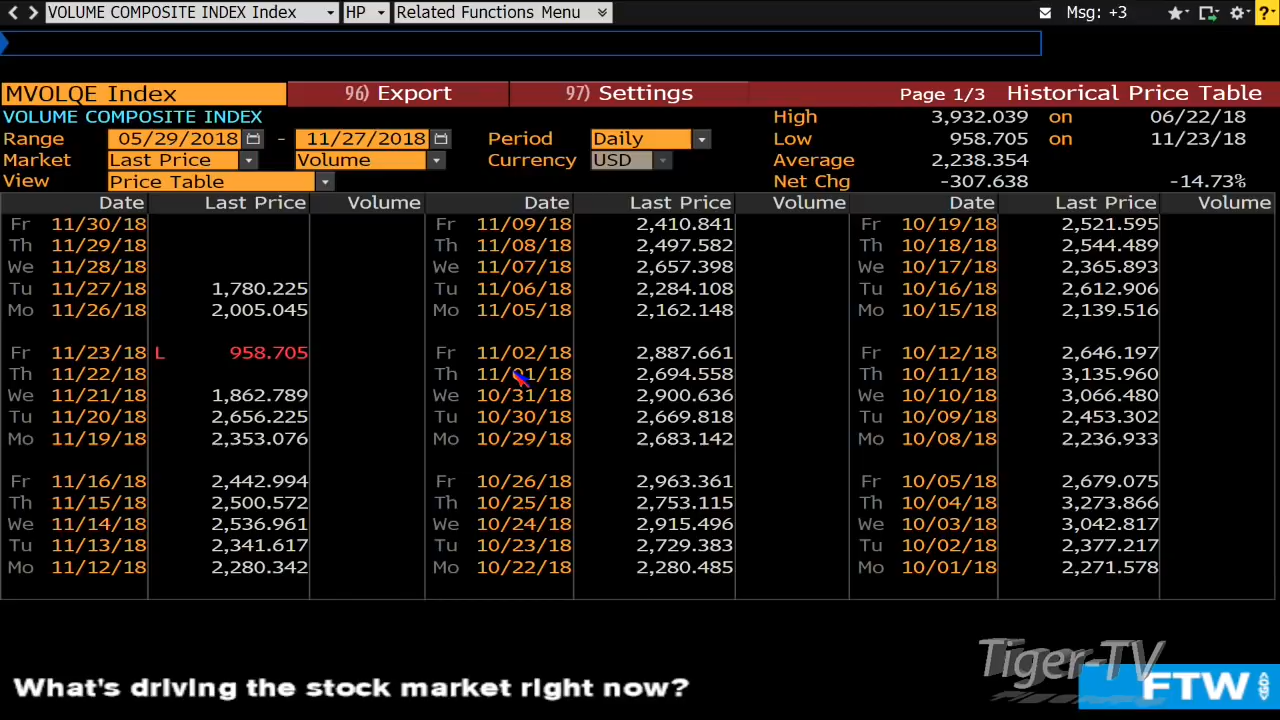 VOLUME COMPOSITE INDEX Index HP Related Functions Menu Msg: +3 ?
MVOLQE Index 96) Export 97) Settings Page 1/3 Historical Price Table
VOLUME COMPOSITE INDEX High 3,932.039 on 06/22/18
Range 05/29/2018 - 11/27/2018 Period Daily Low 958.705 on 11/23/18
Market Last Price Volume Currency USD Average 2,238.354
View Price Table Net Chg -307.638 -14.73%
Date Last Price Volume Date Last Price Volume Date Last Price Volume
Fr 11/30/18 Fr 11/09/18 2,410.841 Fr 10/19/18 2,521.595
Th 11/29/18 Th 11/08/18 2,497.582 Th 10/18/18 2,544.489
We 11/28/18 We 11/07/18 2,657.398 We 10/17/18 2,365.893
Tu 11/27/18 1,780.225 Tu 11/06/18 2,284.108 Tu 10/16/18 2,612.906
Mo 11/26/18 2,005.045 Mo 11/05/18 2,162.148 Mo 10/15/18 2,139.516
Fr 11/23/18 L 958.705 Fr 11/02/18 2,887.661 Fr 10/12/18 2,646.197
Th 11/22/18 Th 11/01/18 2,694.558 Th 10/11/18 3,135.960
We 11/21/18 1,862.789 We 10/31/18 2,900.636 We 10/10/18 3,066.480
Tu 11/20/18 2,656.225 Tu 10/30/18 2,669.818 Tu 10/09/18 2,453.302
Mo 11/19/18 2,353.076 Mo 10/29/18 2,683.142 Mo 10/08/18 2,236.933
Fr 11/16/18 2,442.994 Fr 10/26/18 2,963.361 Fr 10/05/18 2,679.075
Th 11/15/18 2,500.572 Th 10/25/18 2,753.115 Th 10/04/18 3,273.866
We 11/14/18 2,536.961 We 10/24/18 2,915.496 We 10/03/18 3,042.817
Tu 11/13/18 2,341.617 Tu 10/23/18 2,729.383 Tu 10/02/18 2,377.217
Mo 11/12/18 2,280.342 Mo 10/22/18 2,280.485 Mo 10/01/18 2,271.578
Tiger-TV
What's driving the stock market right now? FTW